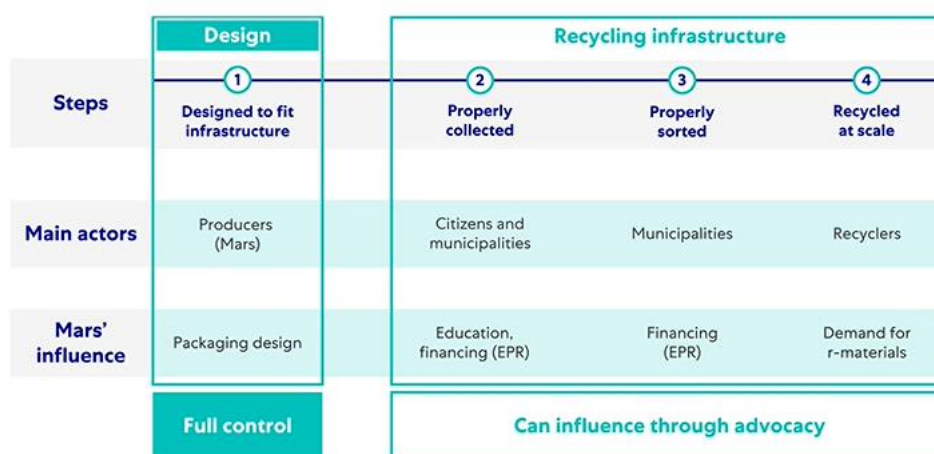 Design
Recycling infrastructure
Steps
1
2
3
4
Designed to fit
infrastructure
Properly
collected
Properly
sorted
Recycled
at scale
Main actors
Producers
(Mars)
Citizens and
municipalities
Municipalities
Recyclers
Mars’
influence
Packaging design
Education,
financing (EPR)
Financing
(EPR)
Demand for
r-materials
Full control
Can influence through advocacy